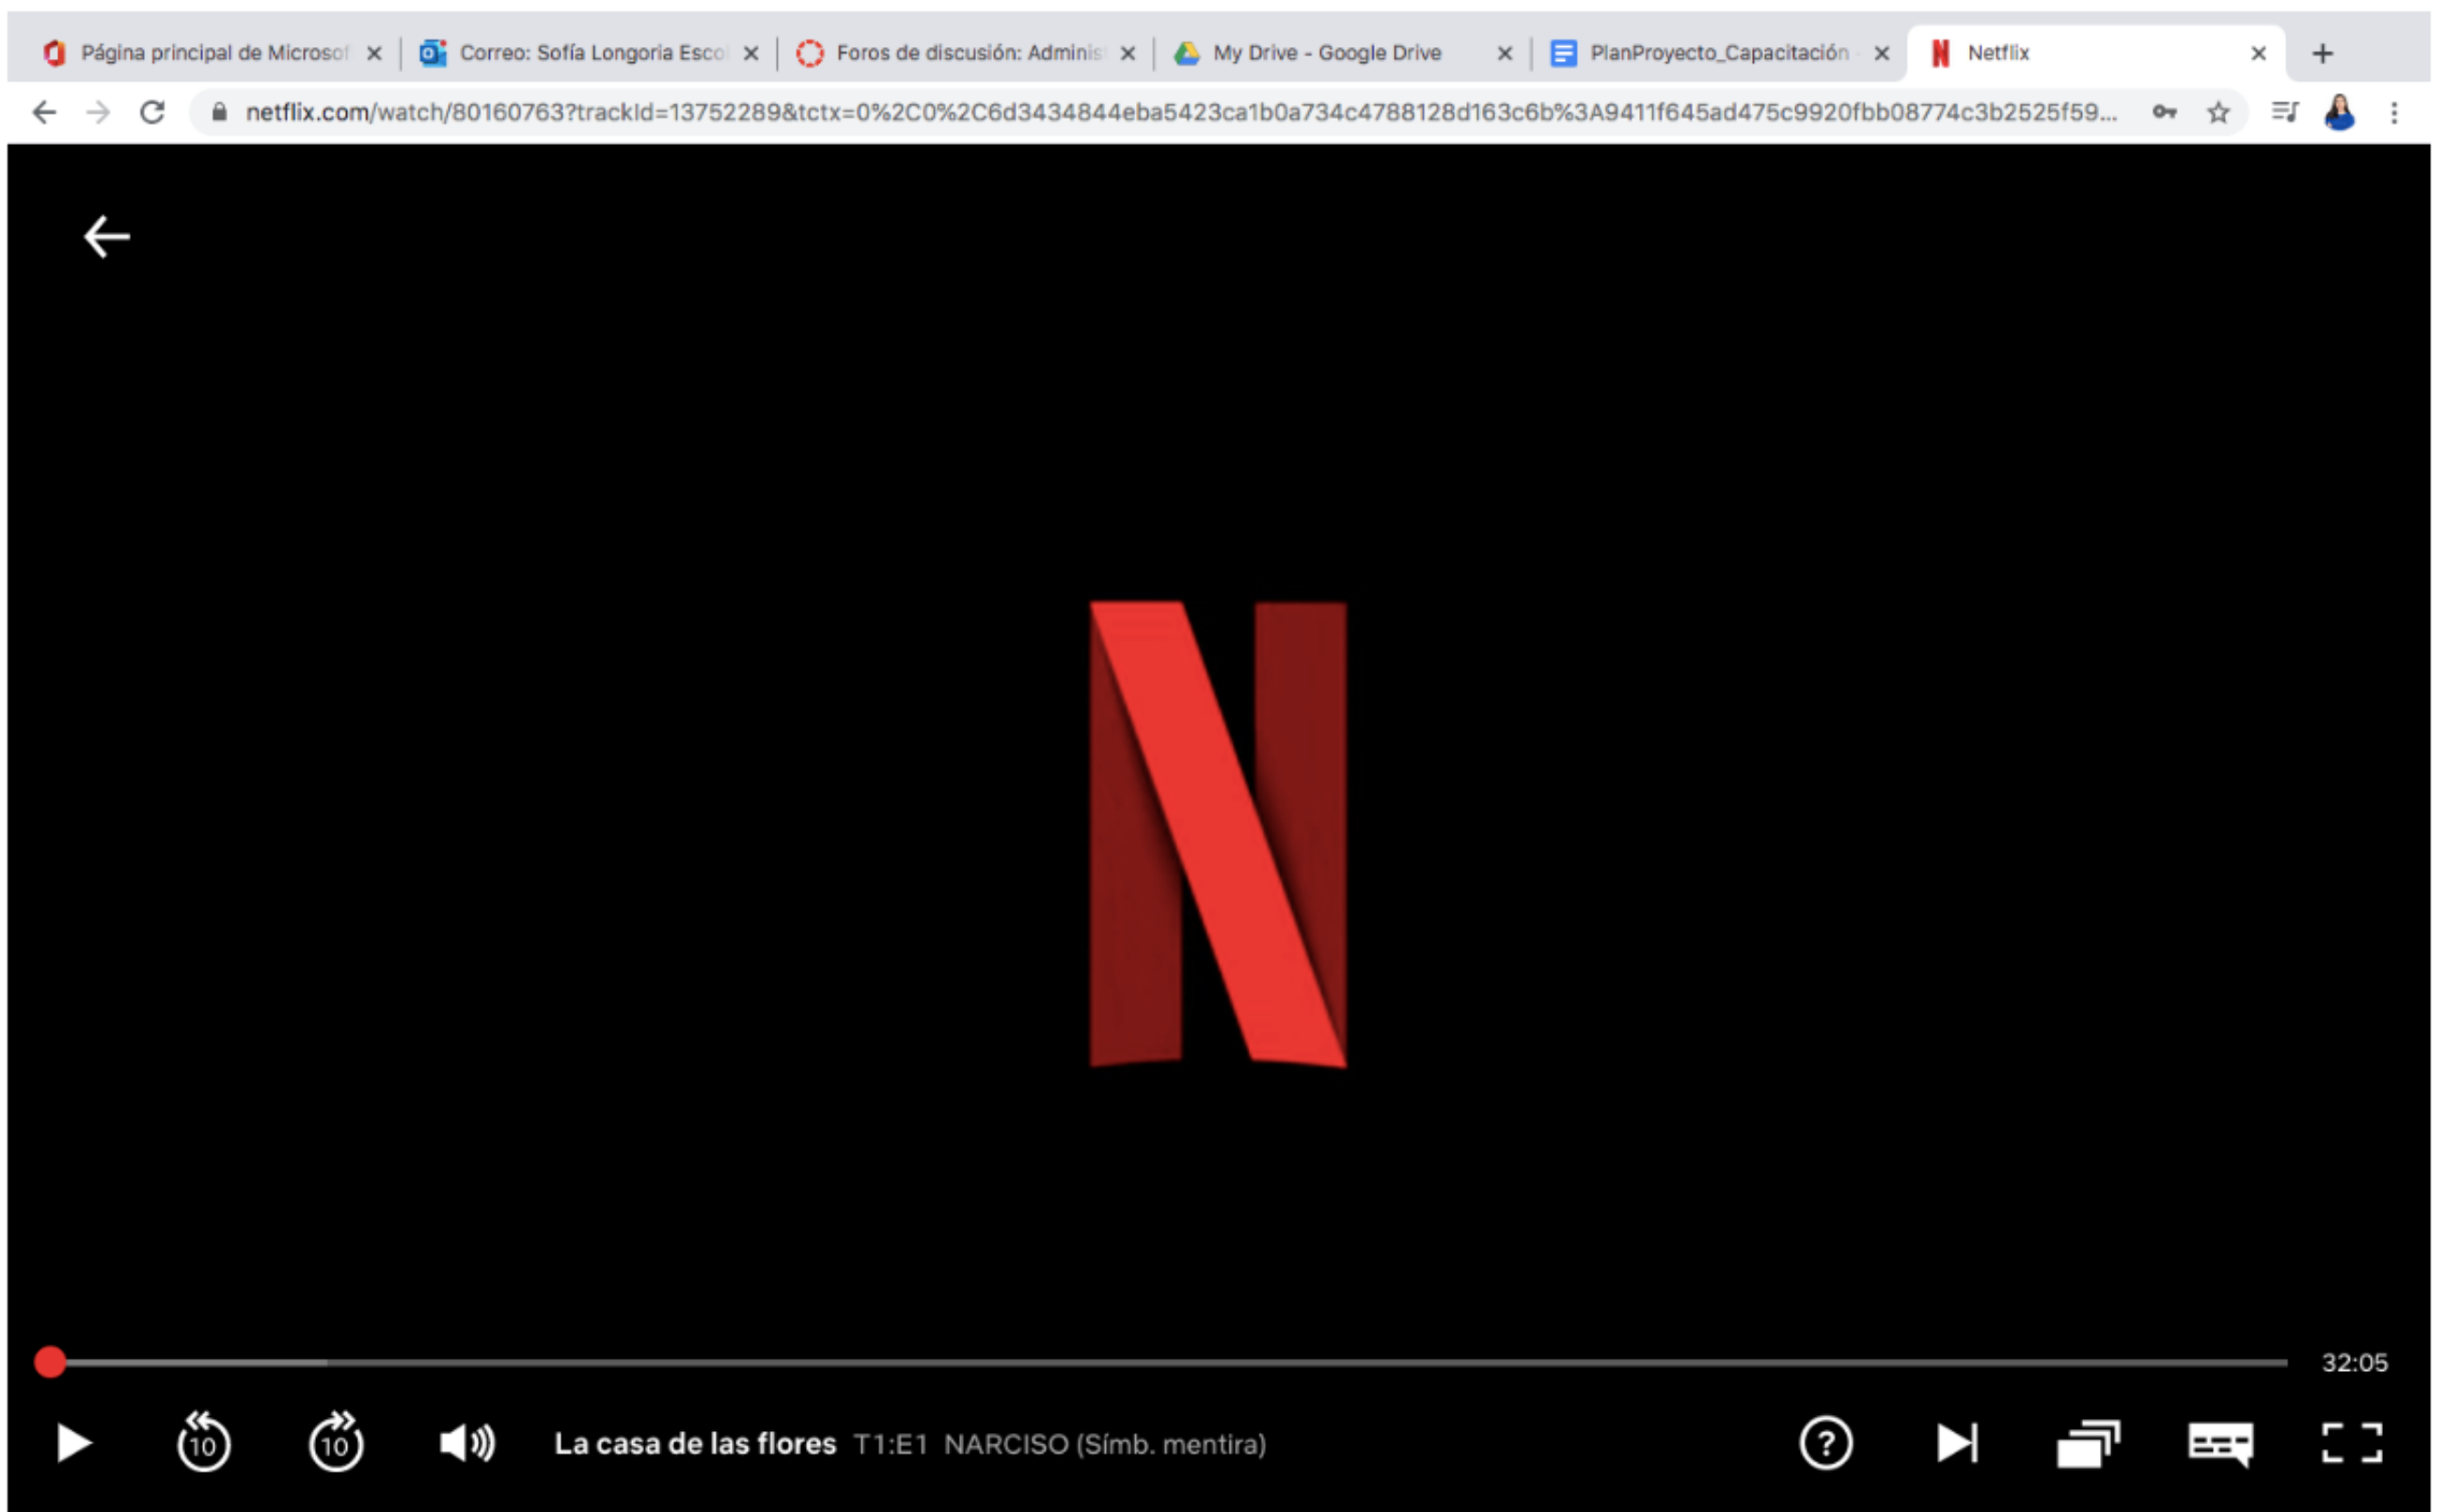 Página principal de Microsof
Correo: Sofía Longoria Esco
Foros de discusión: Adminis
My Drive - Google Drive
PlanProyecto_Capacitación -
Netflix
netflix.com/watch/80160763?trackId=13752289&tctx=0%2C0%2C6d3434844eba5423ca1b0a734c4788128d163c6b%3A9411f645ad475c9920fbb08774c3b2525f59...
N
32:05
10
10
La casa de las flores T1:E1 NARCISO (Símb. mentira)
?